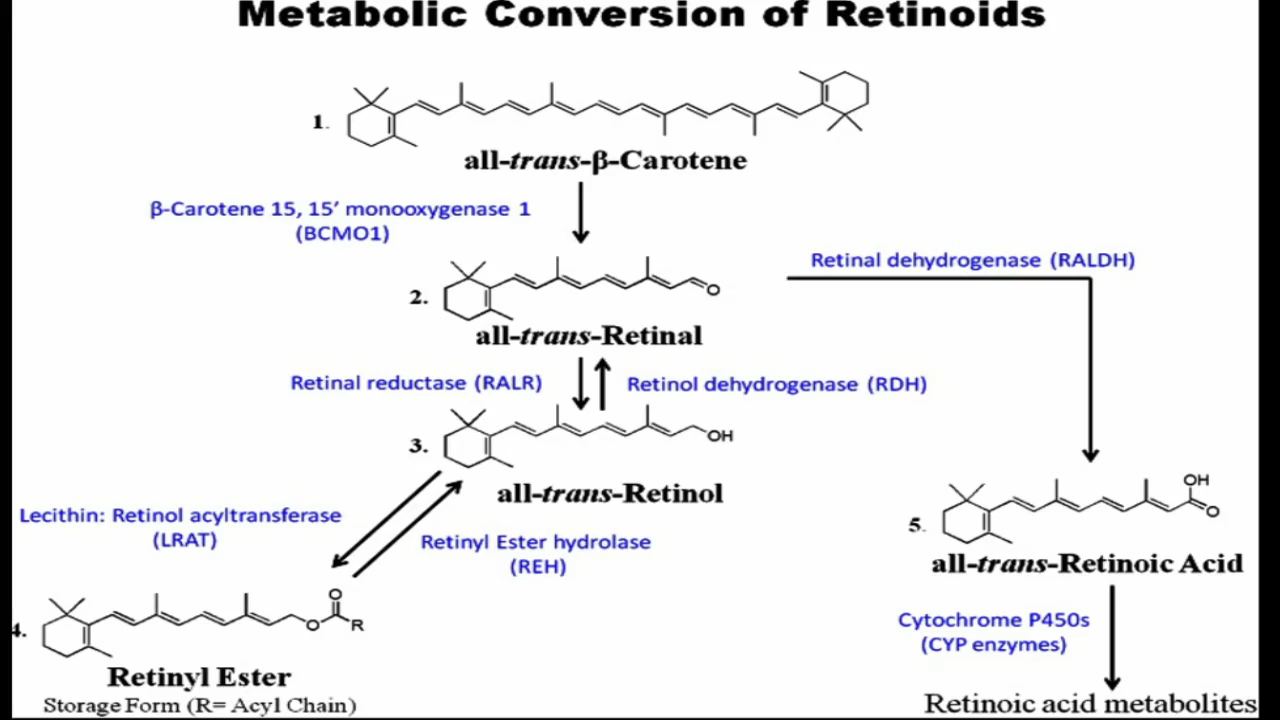 Metabolic Conversion of Retinoids
1.
all-trans-β-Carotene
β-Carotene 15, 15’ monooxygenase 1
(BCMO1)
Retinal dehydrogenase (RALDH)
O
2.
all-trans-Retinal
Retinal reductase (RALR)
Retinol dehydrogenase (RDH)
OH
3.
all-trans-Retinol
Lecithin: Retinol acyltransferase
(LRAT)
Retinyl Ester hydrolase
(REH)
OH
O
5.
all-trans-Retinoic Acid
O
O
R
4.
Retinyl Ester
Storage Form (R= Acyl Chain)
Cytochrome P450s
(CYP enzymes)
Retinoic acid metabolites